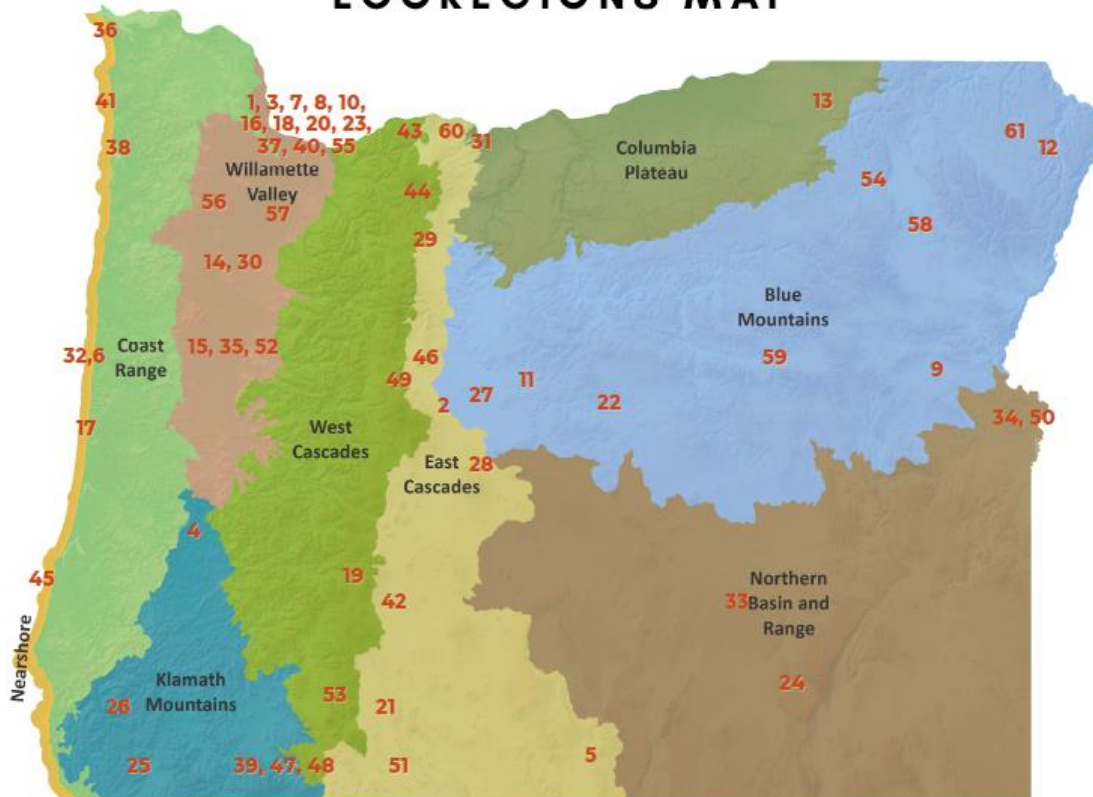 ECOREGIONS MAP
36
41
1, 3, 7, 8, 10,
13
16, 18, 20, 23,
43
60
31
61
38
37, 40, 55
12
Columbia
Plateau
Willamette
Valley
44
54
56
57
58
29
14, 30
Blue
Mountains
32,6
Coast
Range
15, 35, 52
46
59
49
27
11
9
2
22
34, 50
17
West
Cascades
East
Cascades
28
4
45
19
42
Northern
33
Basin and
Range
Nearshore
Klamath
Mountains
26
53
21
24
25
39, 47, 48
51
5